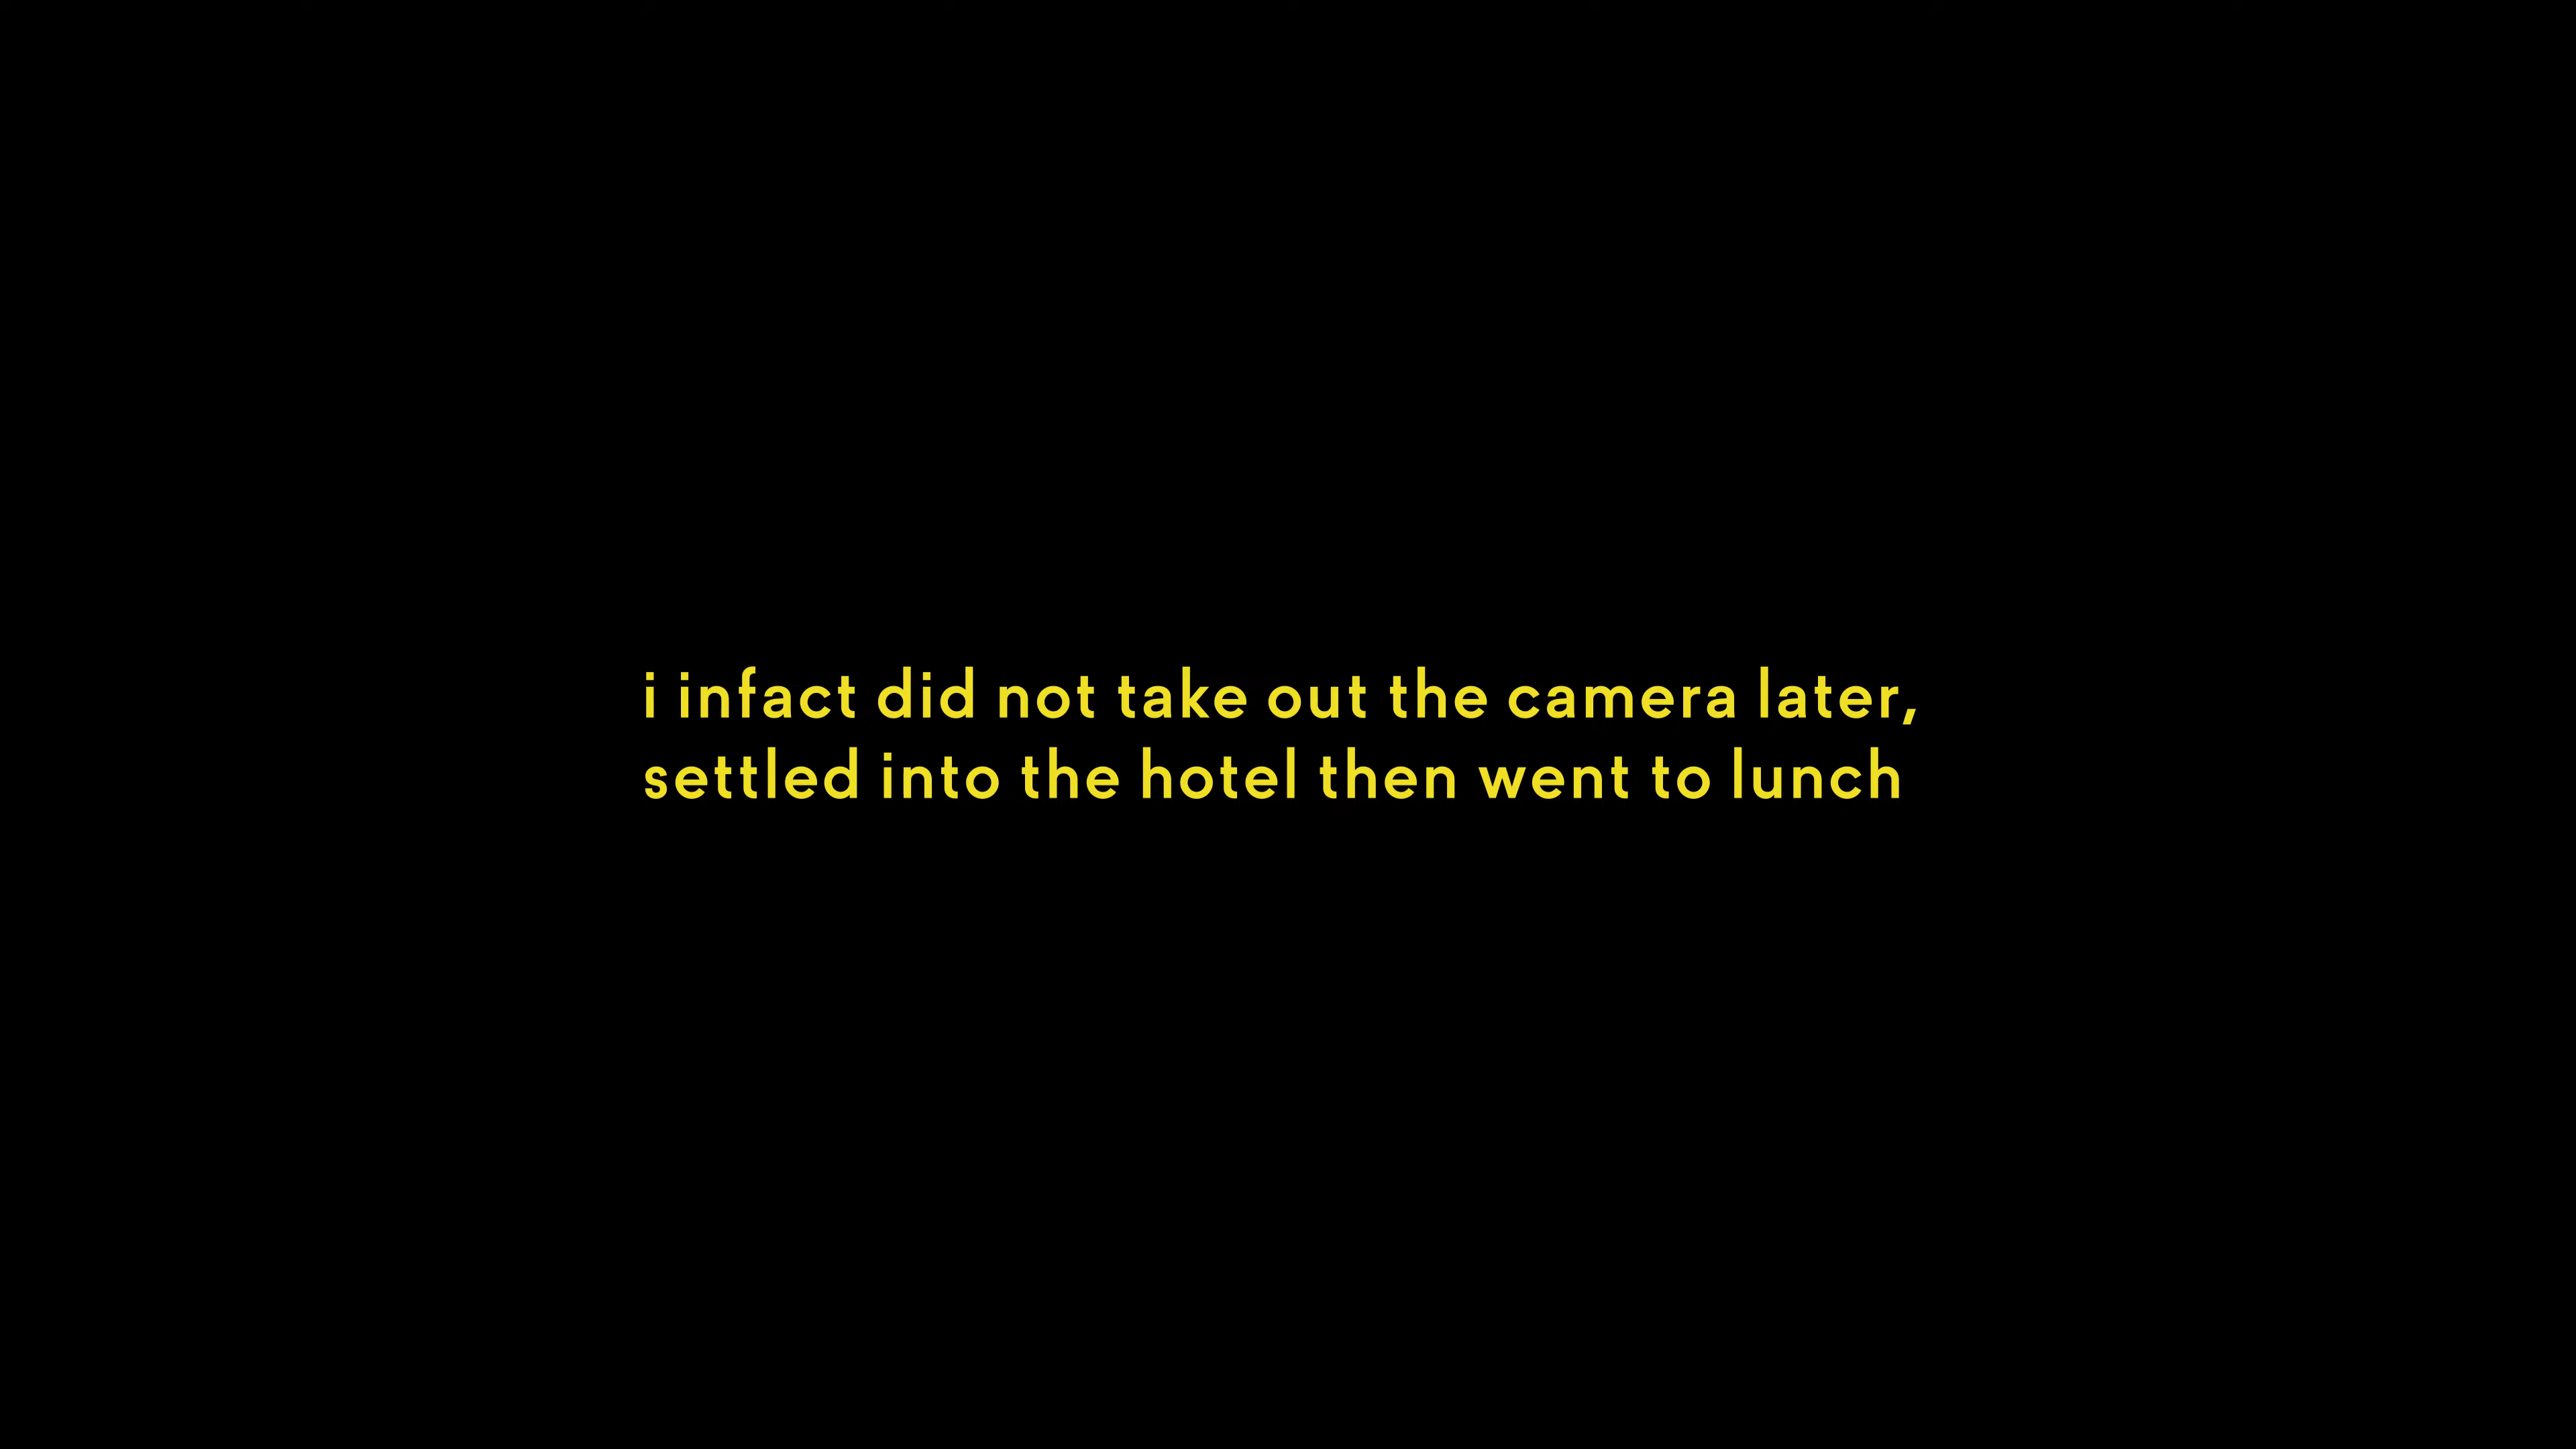 i infact did not take out the camera later,
settled into the hotel then went to lunch